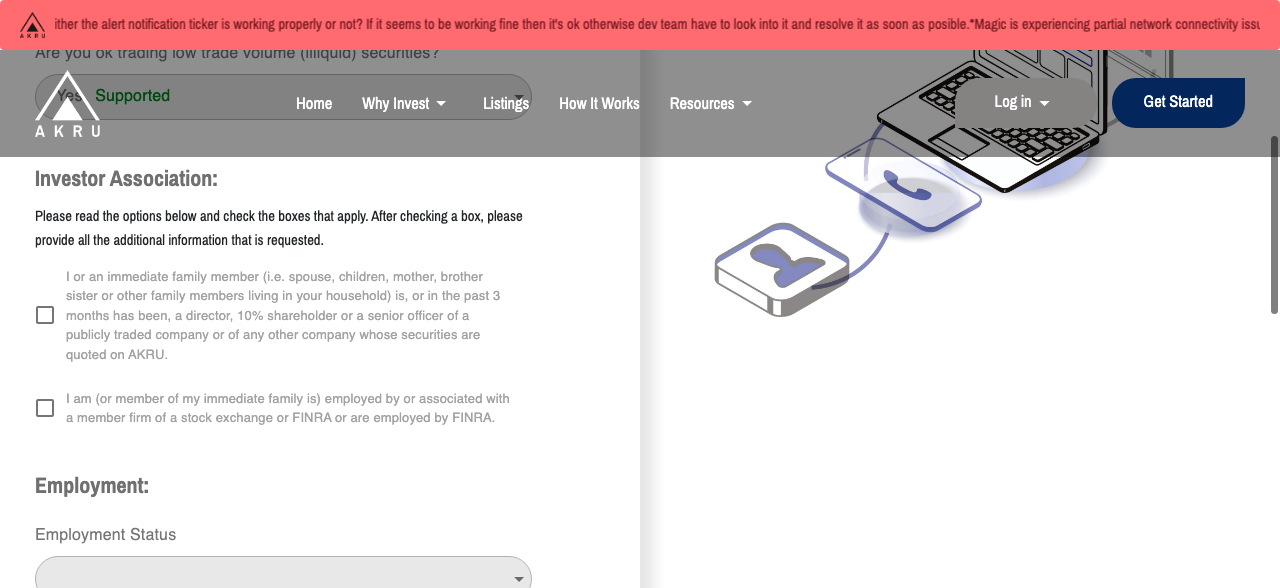 ither the alert notification ticker is working properly or not? If it seems to be working fine then it's ok otherwise dev team have to look into it and resolve it as soon as posible.*Magic is experiencing partial network connectivity issu
AKRU
Are you ok trading low trade volume (illiquid) securities?
Yes Supported
AKRU
Home
Why Invest
Listings
How It Works
Resources
Log in
Get Started
Investor Association:
Please read the options below and check the boxes that apply. After checking a box, please
provide all the additional information that is requested.
I or an immediate family member (i.e. spouse, children, mother, brother
sister or other family members living in your household) is, or in the past 3
months has been, a director, 10% shareholder or a senior officer of a
publicly traded company or of any other company whose securities are
quoted on AKRU.
I am (or member of my immediate family is) employed by or associated with
a member firm of a stock exchange or FINRA or are employed by FINRA.
Employment:
Employment Status